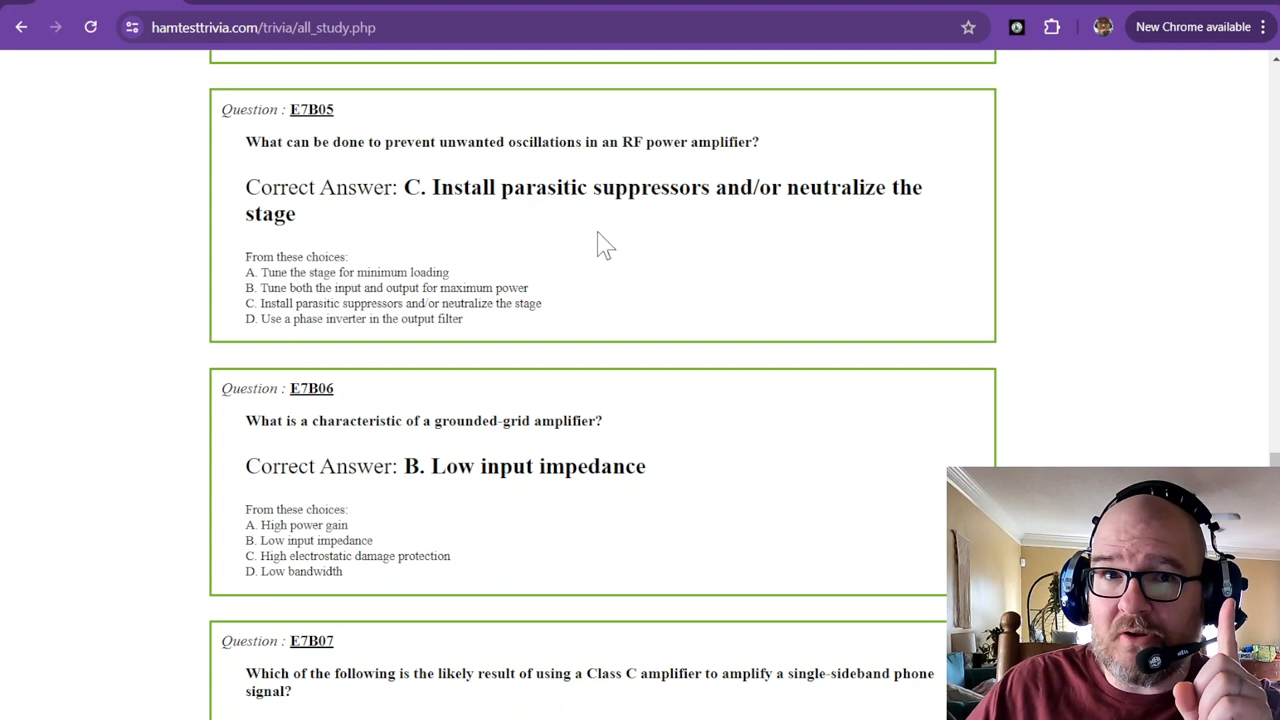 hamtesttrivia.com/trivia/all_study.php
New Chrome available
Question : E7B05
What can be done to prevent unwanted oscillations in an RF power amplifier?
Correct Answer: C. Install parasitic suppressors and/or neutralize the
stage
From these choices:
A. Tune the stage for minimum loading
B. Tune both the input and output for maximum power
C. Install parasitic suppressors and/or neutralize the stage
D. Use a phase inverter in the output filter
Question : E7B06
What is a characteristic of a grounded-grid amplifier?
Correct Answer: B. Low input impedance
From these choices:
A. High power gain
B. Low input impedance
C. High electrostatic damage protection
D. Low bandwidth
Question : E7B07
Which of the following is the likely result of using a Class C amplifier to amplify a single-sideband phone
signal?